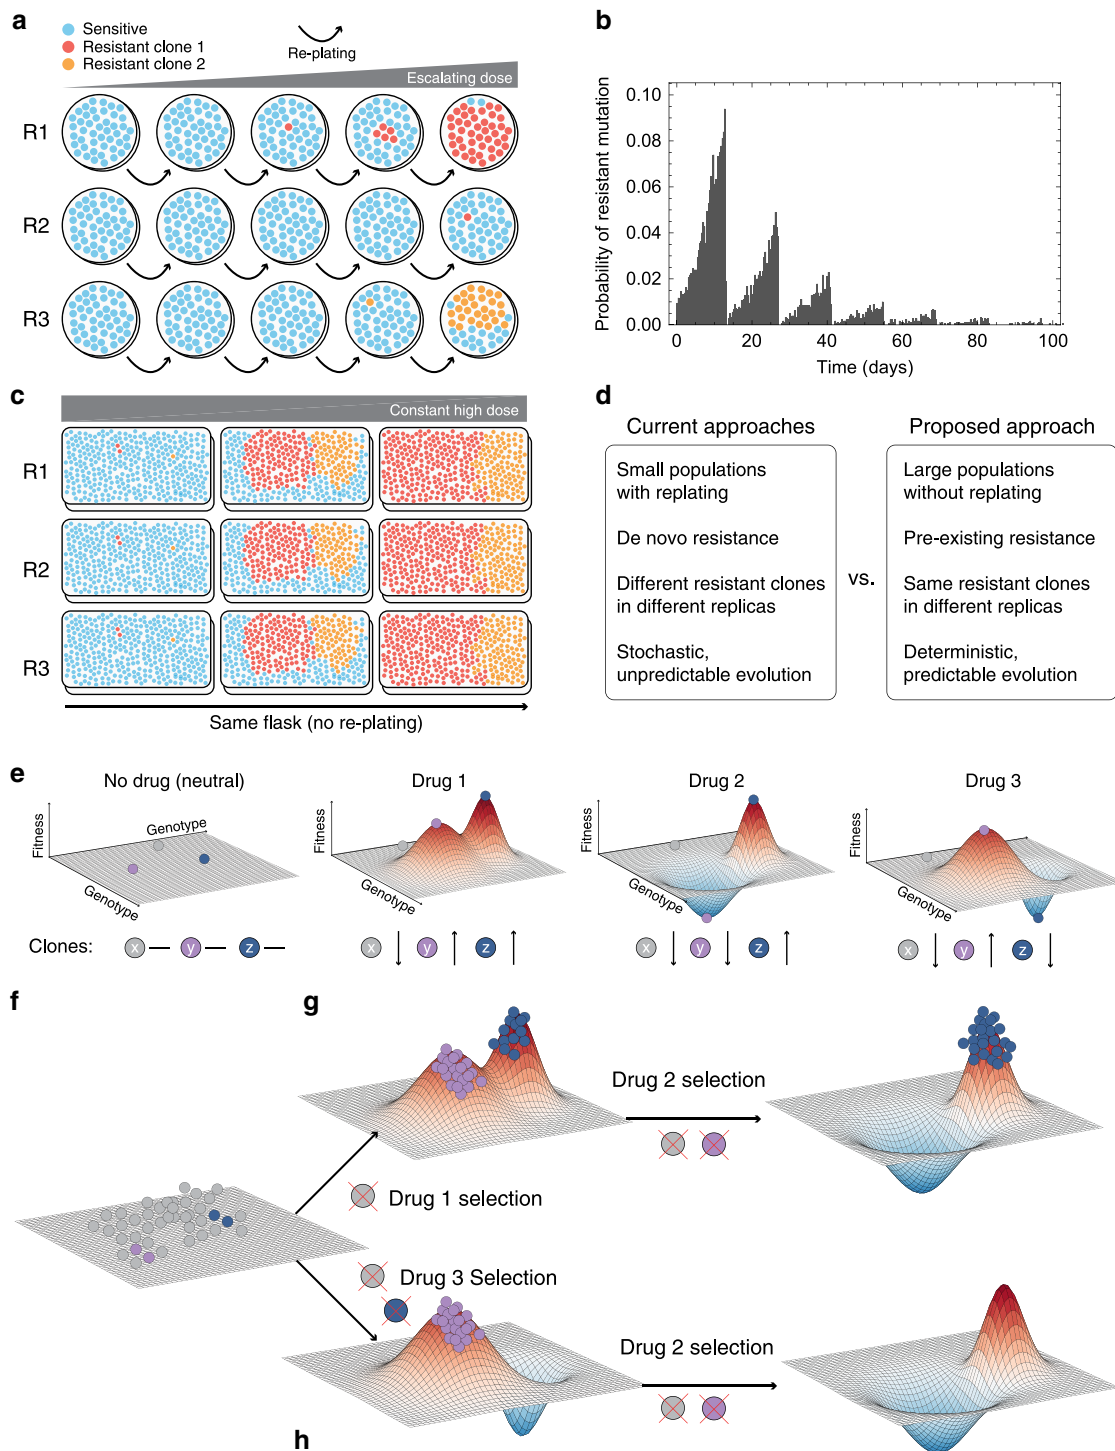 a
Sensitive
Resistant clone 1
Resistant clone 2
Re-plating
Escalating dose
R1
R2
R3
b
Probability of resistant mutation
0.10
0.08
0.06
0.04
0.02
0.00
0 20 40 60 80 100
Time (days)
c
Constant high dose
R1
R2
R3
Same flask (no re-plating)
d
Current approaches
Small populations
with replating
De novo resistance
Different resistant clones
in different replicas
Stochastic,
unpredictable evolution
vs.
Proposed approach
Large populations
without replating
Pre-existing resistance
Same resistant clones
in different replicas
Deterministic,
predictable evolution
e
No drug (neutral)
Fitness
Genotype
Genotype
Drug 1
Fitness
Genotype
Drug 2
Fitness
Genotype
Drug 3
Fitness
Genotype
Clones:
x y z
x y z
x y z
x y z
f
g
Drug 2 selection
Drug 1 selection
Drug 3 Selection
Drug 2 selection
h